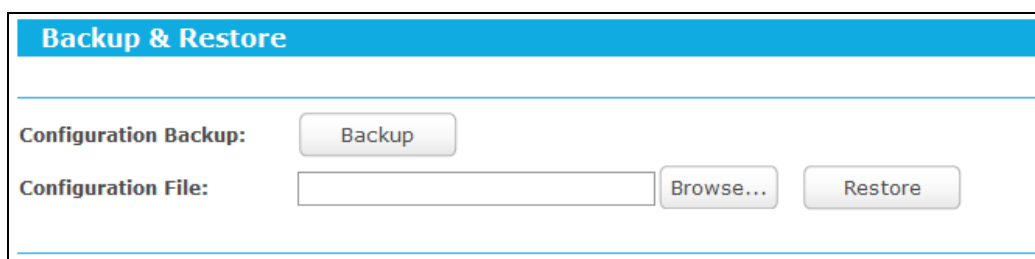 Backup & Restore
Configuration Backup: Backup
Configuration File: Browse... Restore